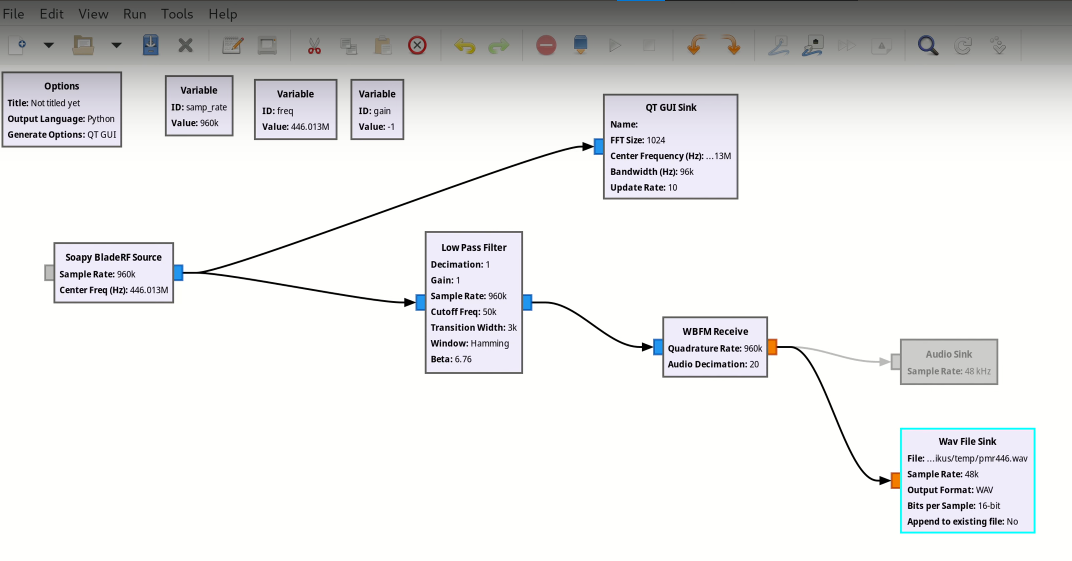 File Edit View Run Tools Help
Options
Title: Not titled yet
Output Language: Python
Generate Options: QT GUI
Variable
ID: samp_rate
Value: 960k
Variable
ID: freq
Value: 446.013M
Variable
ID: gain
Value: -1
QT GUI Sink
Name:
FFT Size: 1024
Center Frequency (Hz): ...13M
Bandwidth (Hz): 96k
Update Rate: 10
Soapy BladeRF Source
Sample Rate: 960k
Center Freq (Hz): 446.013M
Low Pass Filter
Decimation: 1
Gain: 1
Sample Rate: 960k
Cutoff Freq: 50k
Transition Width: 3k
Window: Hamming
Beta: 6.76
WBFM Receive
Quadrature Rate: 960k
Audio Decimation: 20
Audio Sink
Sample Rate: 48 kHz
Wav File Sink
File: ...ikus/temp/pmr446.wav
Sample Rate: 48k
Output Format: WAV
Bits per Sample: 16-bit
Append to existing file: No